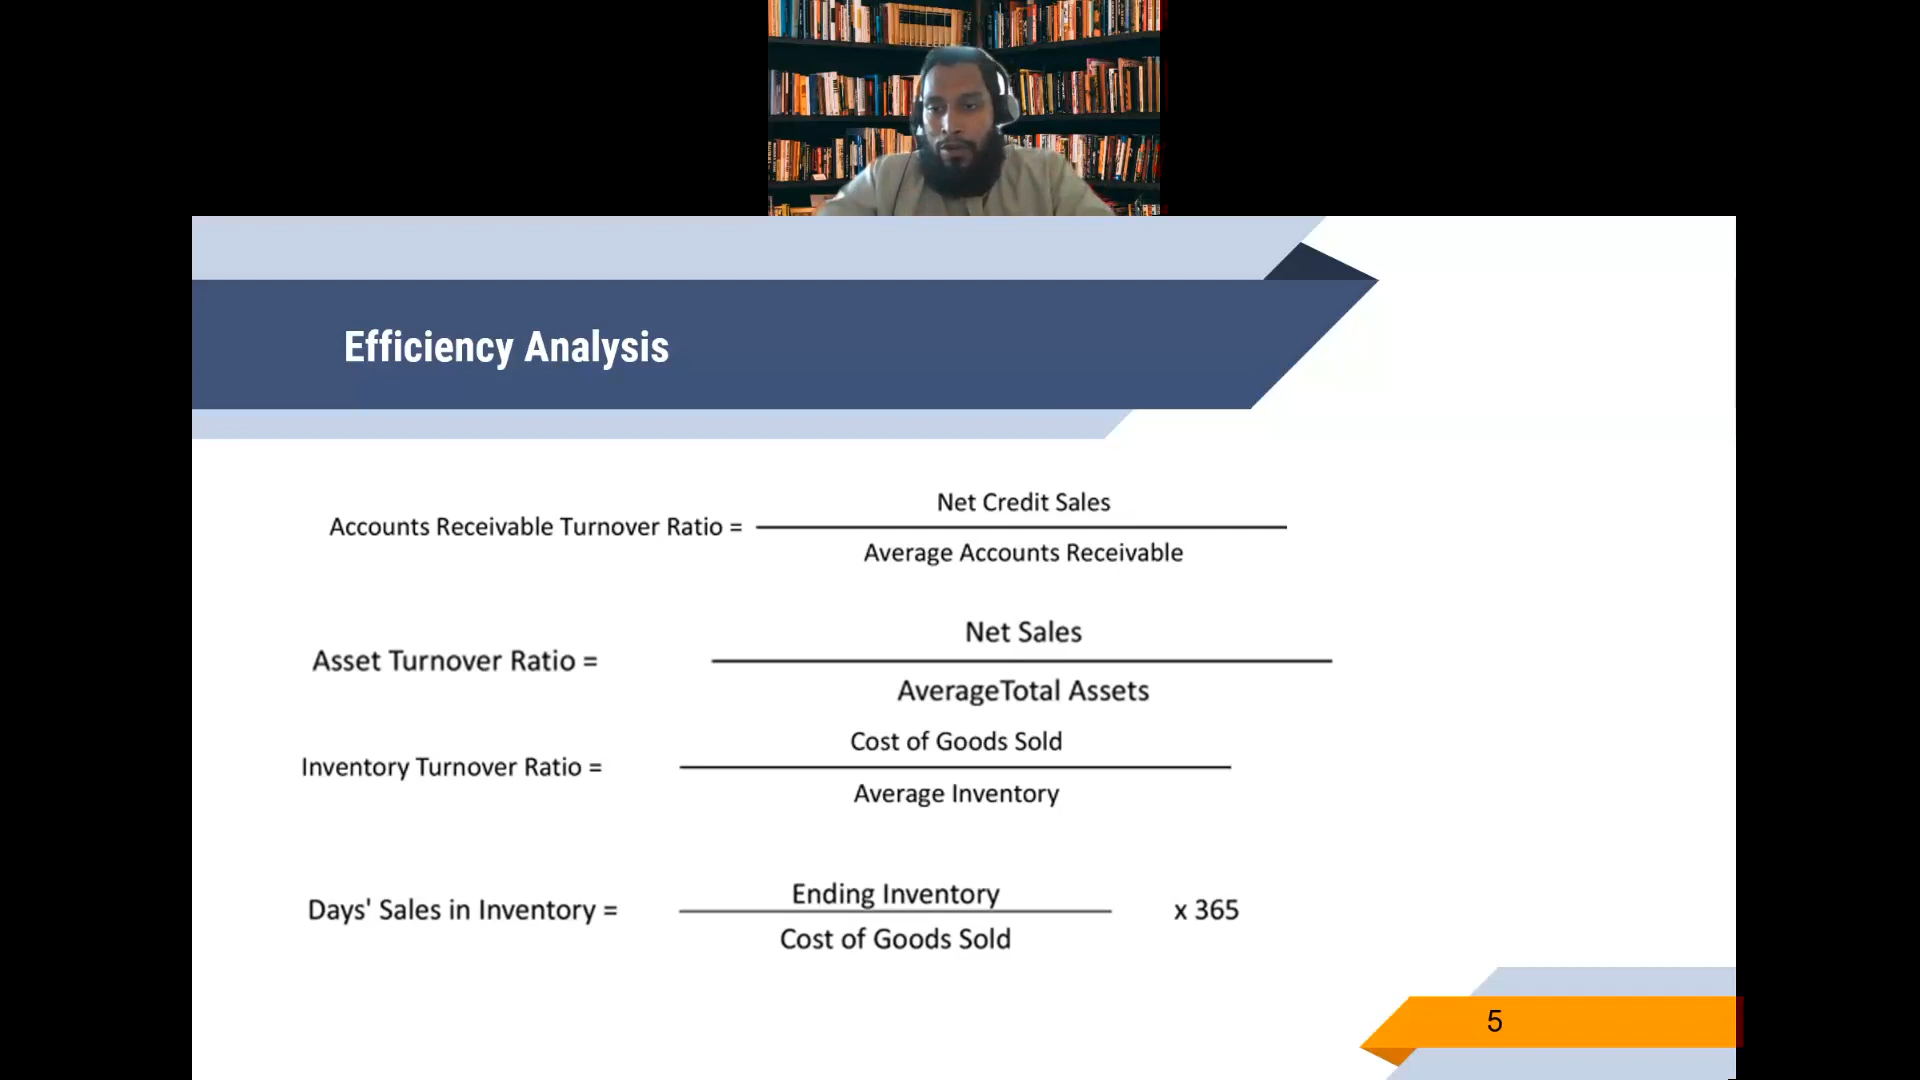 Efficiency Analysis
Net Credit Sales
Accounts Receivable Turnover Ratio =
Average Accounts Receivable
Net Sales
Asset Turnover Ratio =
AverageTotal Assets
Cost of Goods Sold
Inventory Turnover Ratio =
Average Inventory
Ending Inventory
Days' Sales in Inventory = x 365
Cost of Goods Sold
5